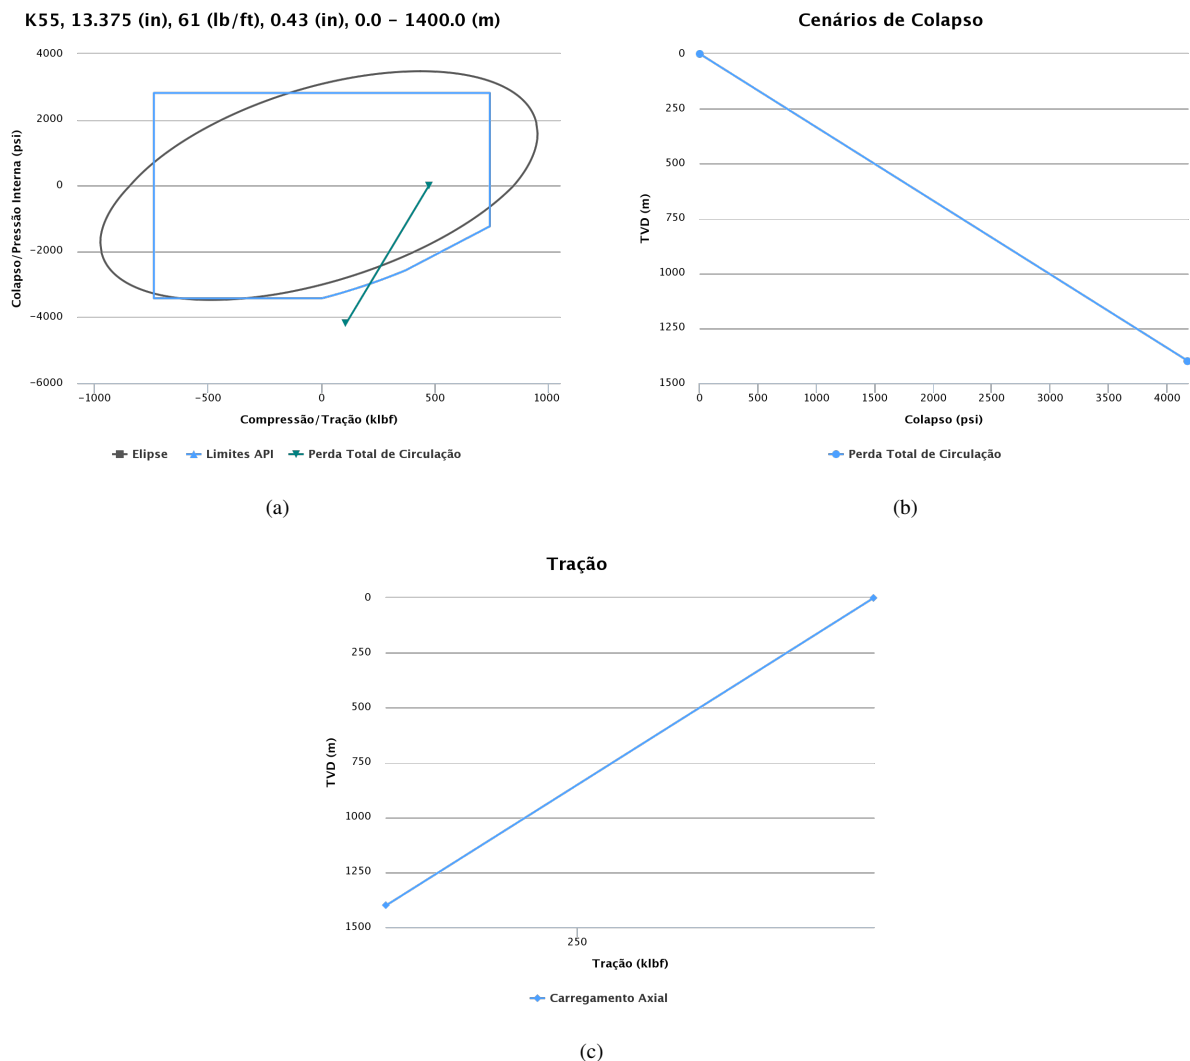 K55, 13.375 (in), 61 (lb/ft), 0.43 (in), 0.0 – 1400.0 (m)
4000
2000
0
−2000
−4000
−6000
Colapso/Pressão Interna (psi)
−1000
−500
0
500
1000
Compressão/Tração (klbf)
Elipse
Limites API
Perda Total de Circulação
(a)
Cenários de Colapso
0
250
500
750
1000
1250
1500
TVD (m)
0
500
1000
1500
2000
2500
3000
3500
4000
Colapso (psi)
Perda Total de Circulação
(b)
Tração
0
250
500
750
1000
1250
1500
TVD (m)
250
Tração (klbf)
Carregamento Axial
(c)